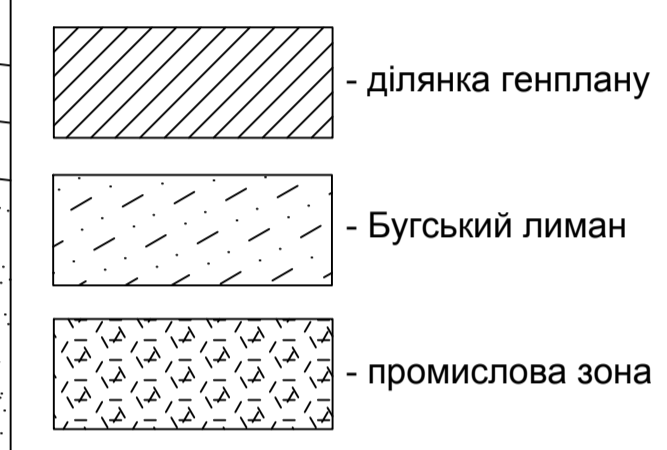 - ділянка генплану
- Бугський лиман
- промислова зона